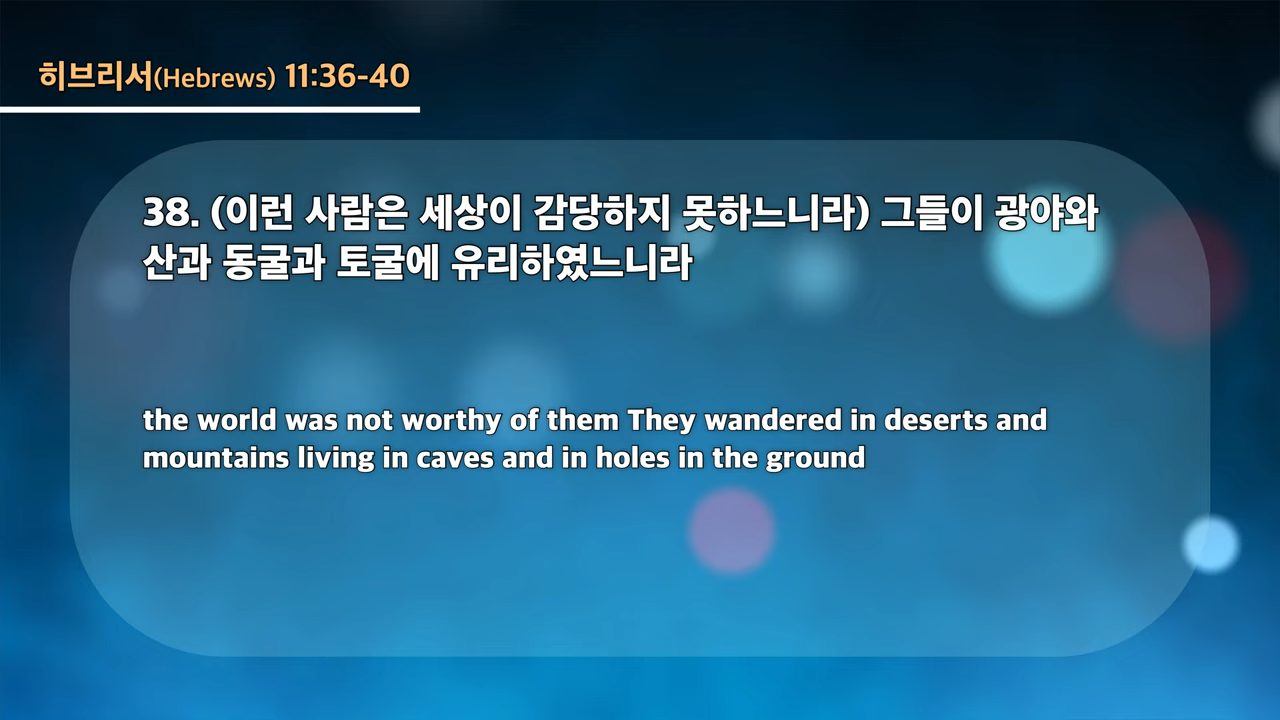 히브리서(Hebrews) 11:36-40
38. (이런 사람은 세상이 감당하지 못하느니라) 그들이 광야와
산과 동굴과 토굴에 유리하였느니라
the world was not worthy of them They wandered in deserts and
mountains living in caves and in holes in the ground